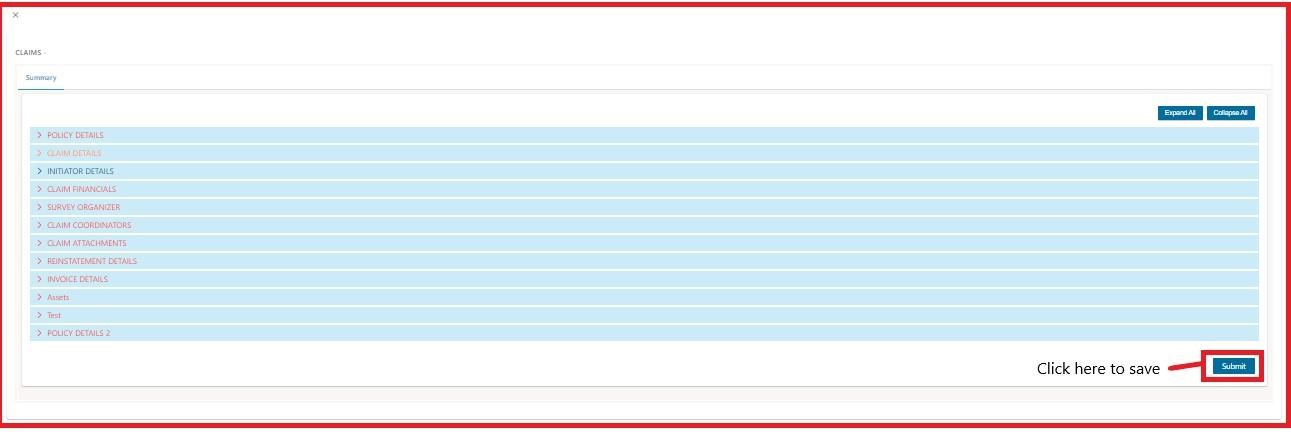 CLAIMS -
Summary
Expand All Collapse All
POLICY DETAILS
CLAIM DETAILS
INITIATOR DETAILS
CLAIM FINANCIALS
SURVEY ORGANIZER
CLAIM COORDINATORS
CLAIM ATTACHMENTS
REINSTATEMENT DETAILS
INVOICE DETAILS
Assets
Test
POLICY DETAILS 2
Click here to save Submit